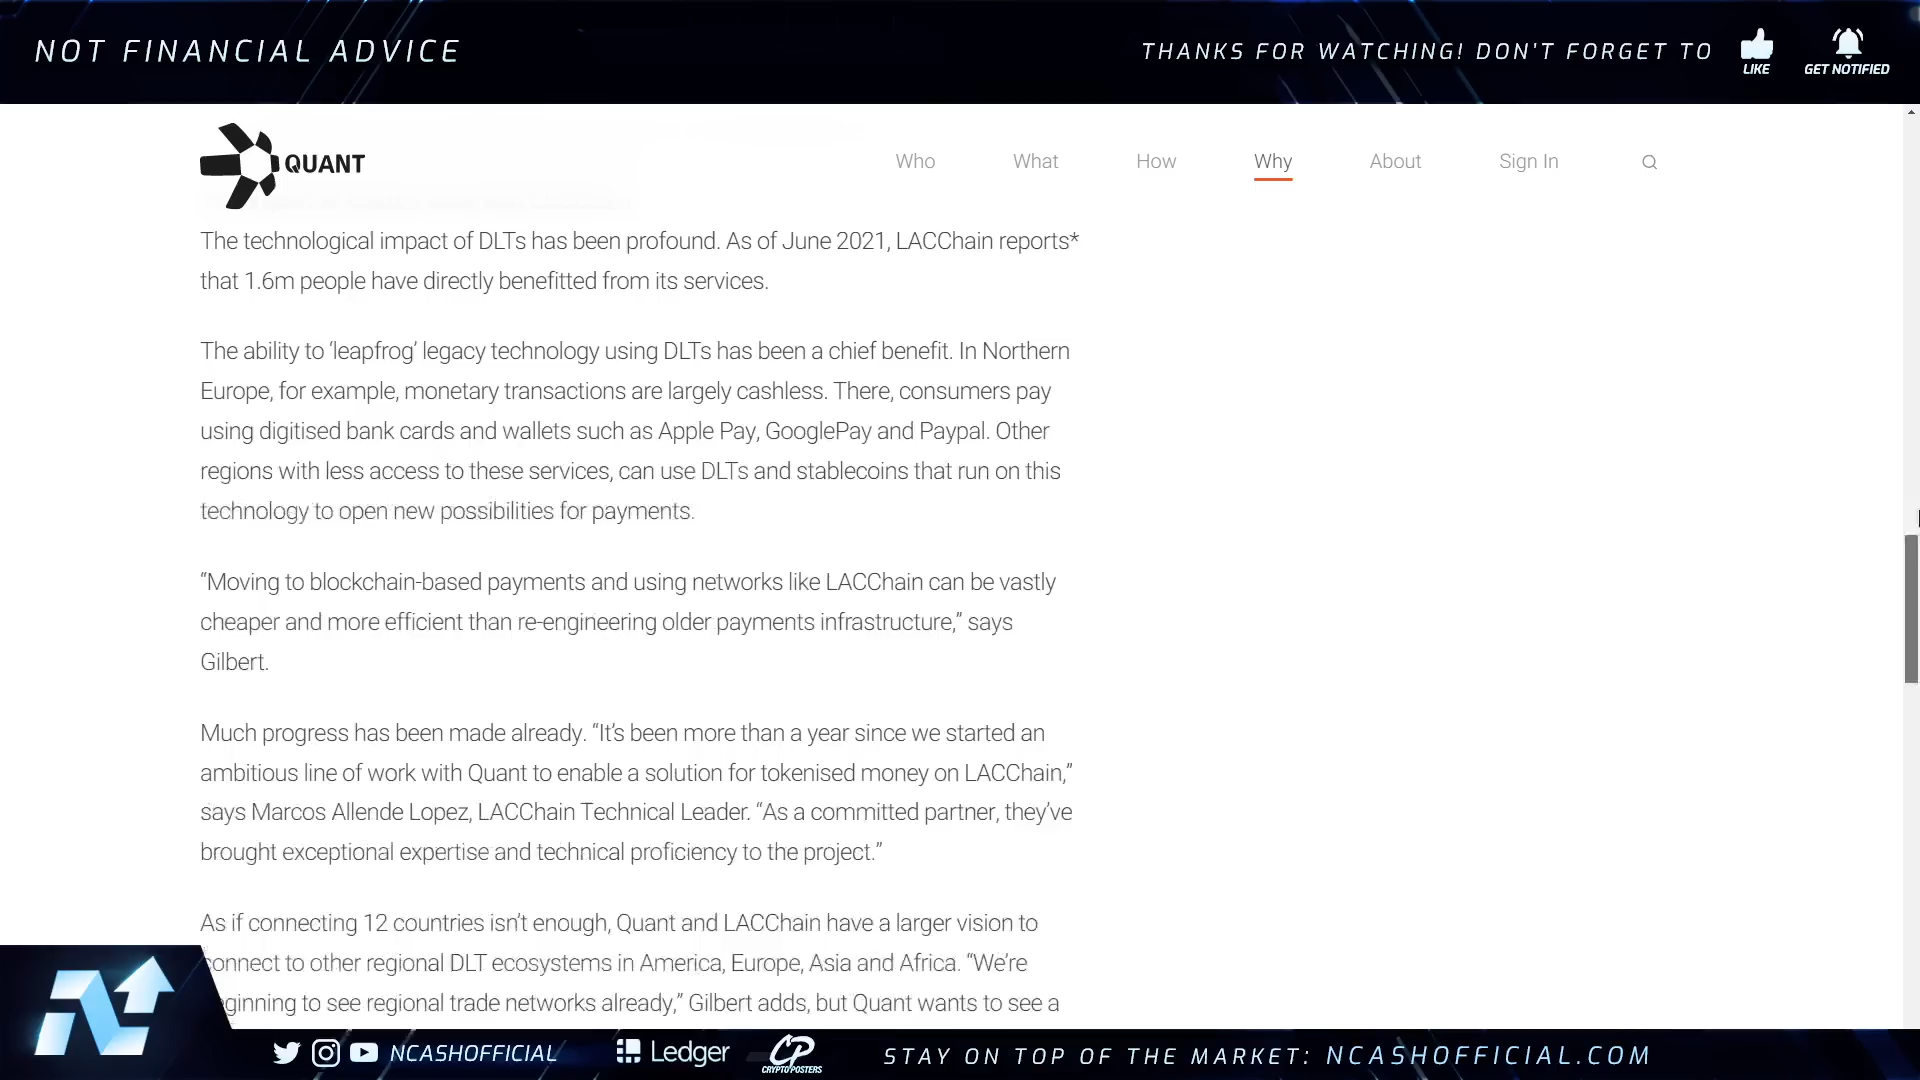 NOT FINANCIAL ADVICE
THANKS FOR WATCHING! DON'T FORGET TO
LIKE
GET NOTIFIED
QUANT
Who
What
How
Why
About
Sign In
The technological impact of DLTs has been profound. As of June 2021, LACChain reports*
that 1.6m people have directly benefitted from its services.
The ability to ‘leapfrog’ legacy technology using DLTs has been a chief benefit. In Northern
Europe, for example, monetary transactions are largely cashless. There, consumers pay
using digitised bank cards and wallets such as Apple Pay, GooglePay and Paypal. Other
regions with less access to these services, can use DLTs and stablecoins that run on this
technology to open new possibilities for payments.
“Moving to blockchain-based payments and using networks like LACChain can be vastly
cheaper and more efficient than re-engineering older payments infrastructure,” says
Gilbert.
Much progress has been made already. “It’s been more than a year since we started an
ambitious line of work with Quant to enable a solution for tokenised money on LACChain,”
says Marcos Allende Lopez, LACChain Technical Leader. “As a committed partner, they’ve
brought exceptional expertise and technical proficiency to the project.”
As if connecting 12 countries isn’t enough, Quant and LACChain have a larger vision to
connect to other regional DLT ecosystems in America, Europe, Asia and Africa. “We’re
ginning to see regional trade networks already,” Gilbert adds, but Quant wants to see a
NCASHOFFICIAL
Ledger
CP
CRYPTOPOSTERS
STAY ON TOP OF THE MARKET: NCASHOFFICIAL.COM